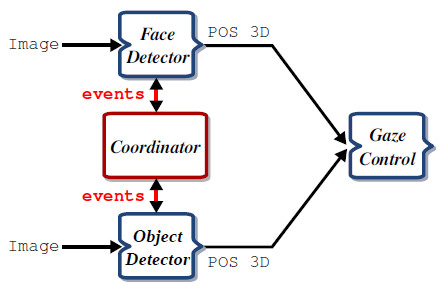 Image
Face
Detector
POS 3D
events
Coordinator
Gaze
Control
events
Image
Object
Detector
POS 3D